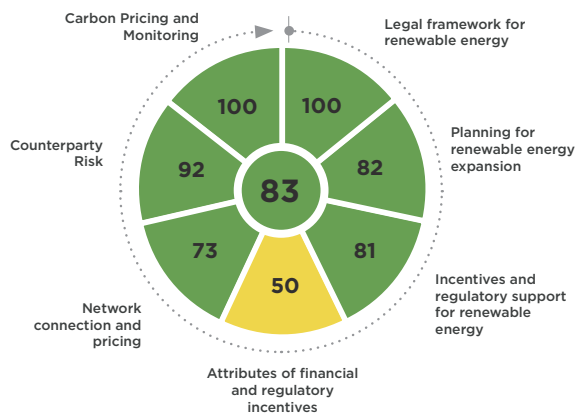 Legal framework for
renewable energy
100
Planning for
renewable energy
expansion
82
Incentives and
regulatory support
for renewable
energy
81
Attributes of financial
and regulatory
incentives
50
Network
connection and
pricing
73
Counterparty
Risk
92
Carbon Pricing and
Monitoring
100
83